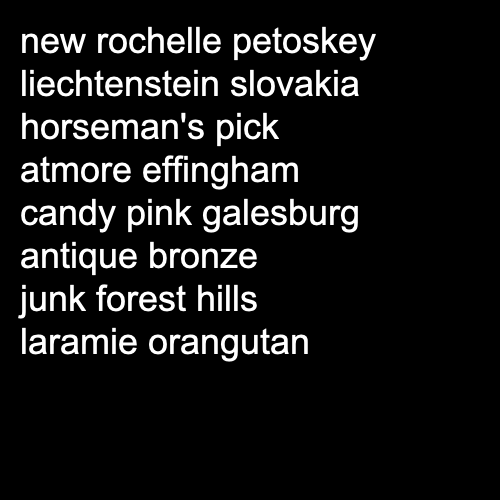 new rochelle petoskey
liechtenstein slovakia
horseman's pick
atmore effingham
candy pink galesburg
antique bronze
junk forest hills
laramie orangutan